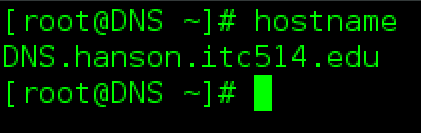 [root@DNS ~]# hostname
DNS.hanson.itc514.edu
[root@DNS ~]#